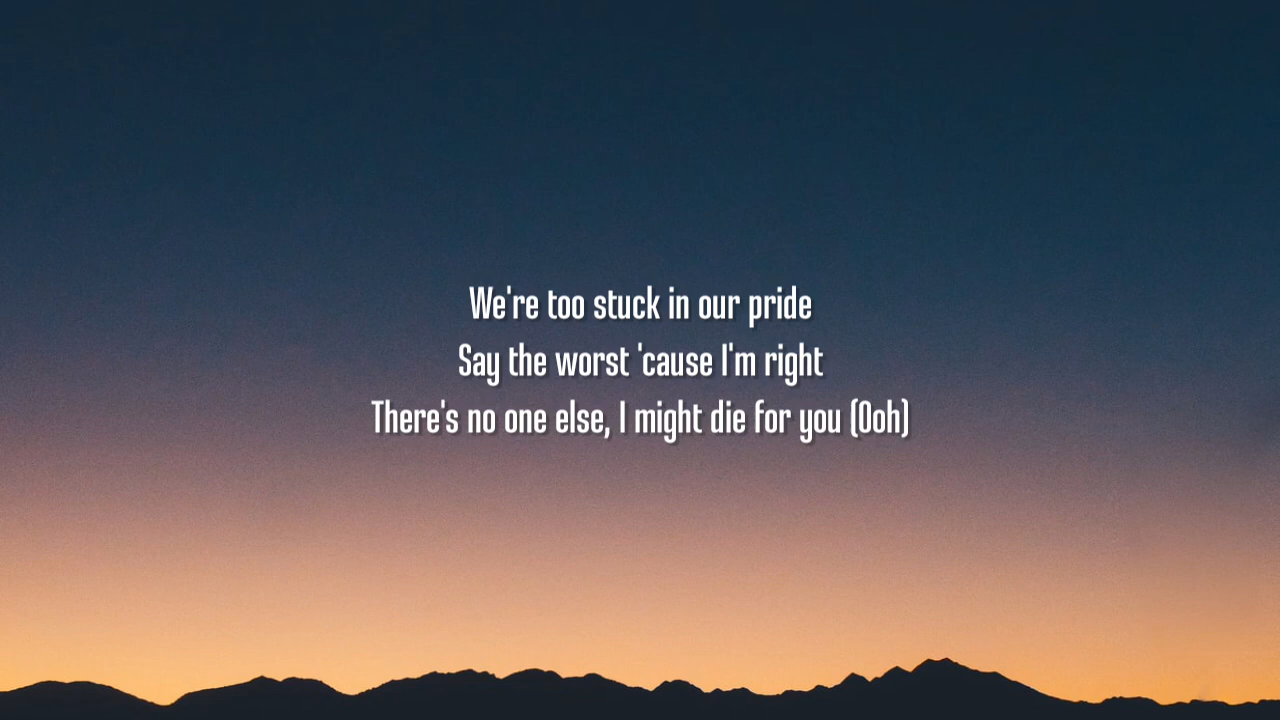 We're too stuck in our pride
Say the worst 'cause I'm right
There's no one else, I might die for you (Ooh)